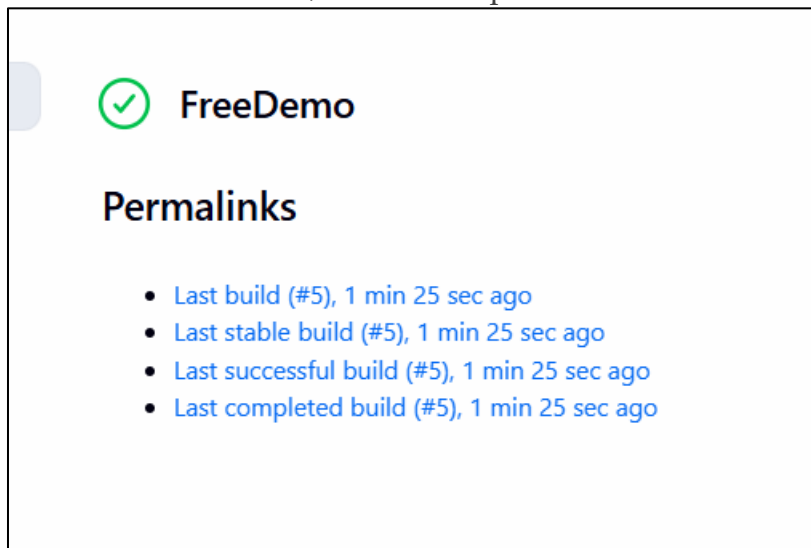 FreeDemo
Permalinks
Last build (#5), 1 min 25 sec ago
Last stable build (#5), 1 min 25 sec ago
Last successful build (#5), 1 min 25 sec ago
Last completed build (#5), 1 min 25 sec ago